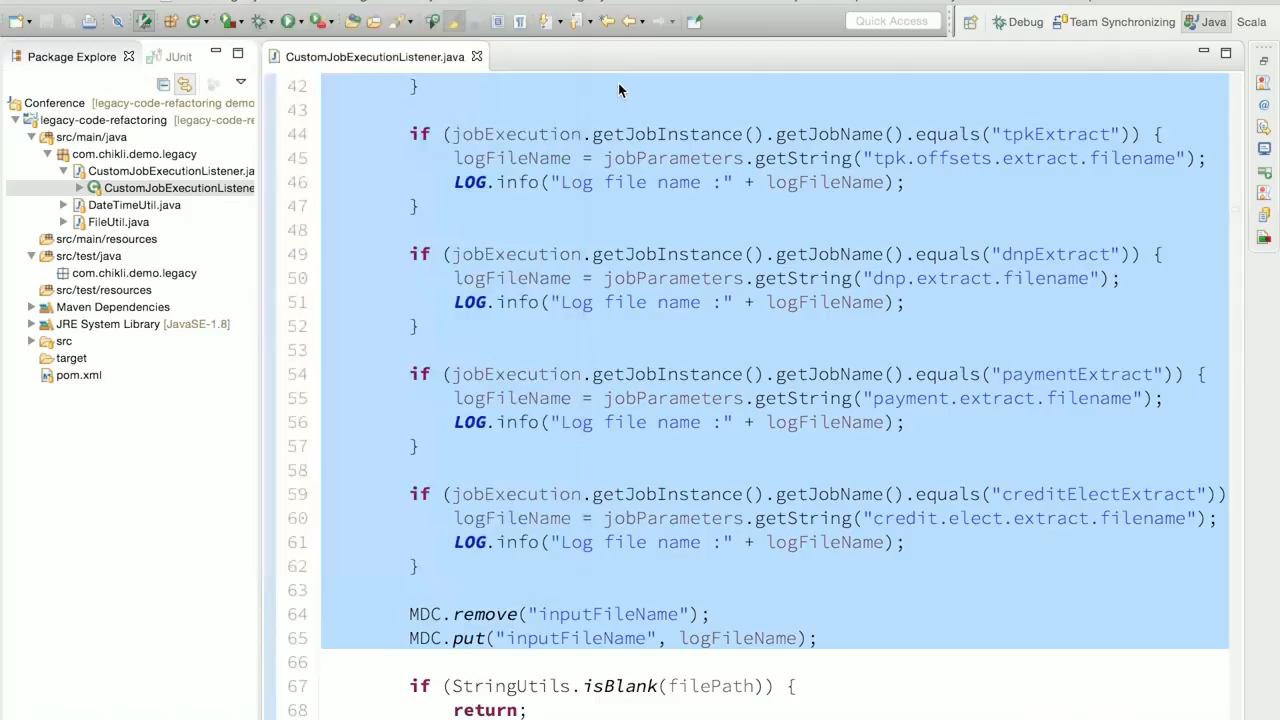 Quick Access
Debug
Team Synchronizing
Java
Scala
Package Explore
JUnit
CustomJobExecutionListener.java
Conference [legacy-code-refactoring demo
legacy-code-refactoring [legacy-code-re
src/main/java
com.chikli.demo.legacy
CustomJobExecutionListener.ja
CustomJobExecutionListene
DateTimeUtil.java
FileUtil.java
src/main/resources
src/test/java
com.chikli.demo.legacy
src/test/resources
Maven Dependencies
JRE System Library [JavaSE-1.8]
src
target
pom.xml
42 }
43
44 if (jobExecution.getJobInstance().getJobName().equals("tpkExtract")) {
45 logFileName = jobParameters.getString("tpk.offsets.extract.filename");
46 LOG.info("Log file name :" + logFileName);
47 }
48
49 if (jobExecution.getJobInstance().getJobName().equals("dnpExtract")) {
50 logFileName = jobParameters.getString("dnp.extract.filename");
51 LOG.info("Log file name :" + logFileName);
52 }
53
54 if (jobExecution.getJobInstance().getJobName().equals("paymentExtract")) {
55 logFileName = jobParameters.getString("payment.extract.filename");
56 LOG.info("Log file name :" + logFileName);
57 }
58
59 if (jobExecution.getJobInstance().getJobName().equals("creditElectExtract"))
60 logFileName = jobParameters.getString("credit.elect.extract.filename");
61 LOG.info("Log file name :" + logFileName);
62 }
63
64 MDC.remove("inputFileName");
65 MDC.put("inputFileName", logFileName);
66
67 if (StringUtils.isBlank(filePath)) {
68 return;